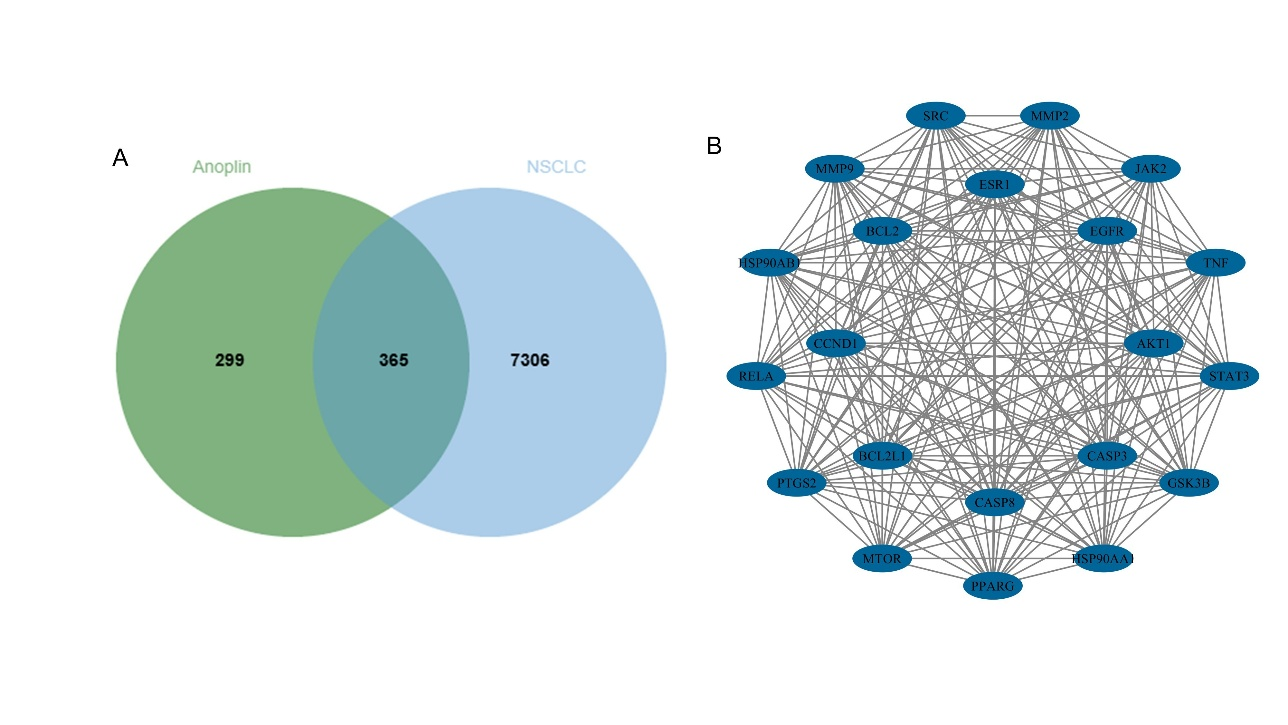 A
Anoplin
NSCLC
299
365
7306
B
SRC
MMP2
MMP9
JAK2
ESR1
BCL2
EGFR
HSP90AB1
TNF
CCND1
AKT1
RELA
STAT3
BCL2L1
CASP3
PTGS2
GSK3B
CASP8
MTOR
HSP90AA1
PPARG